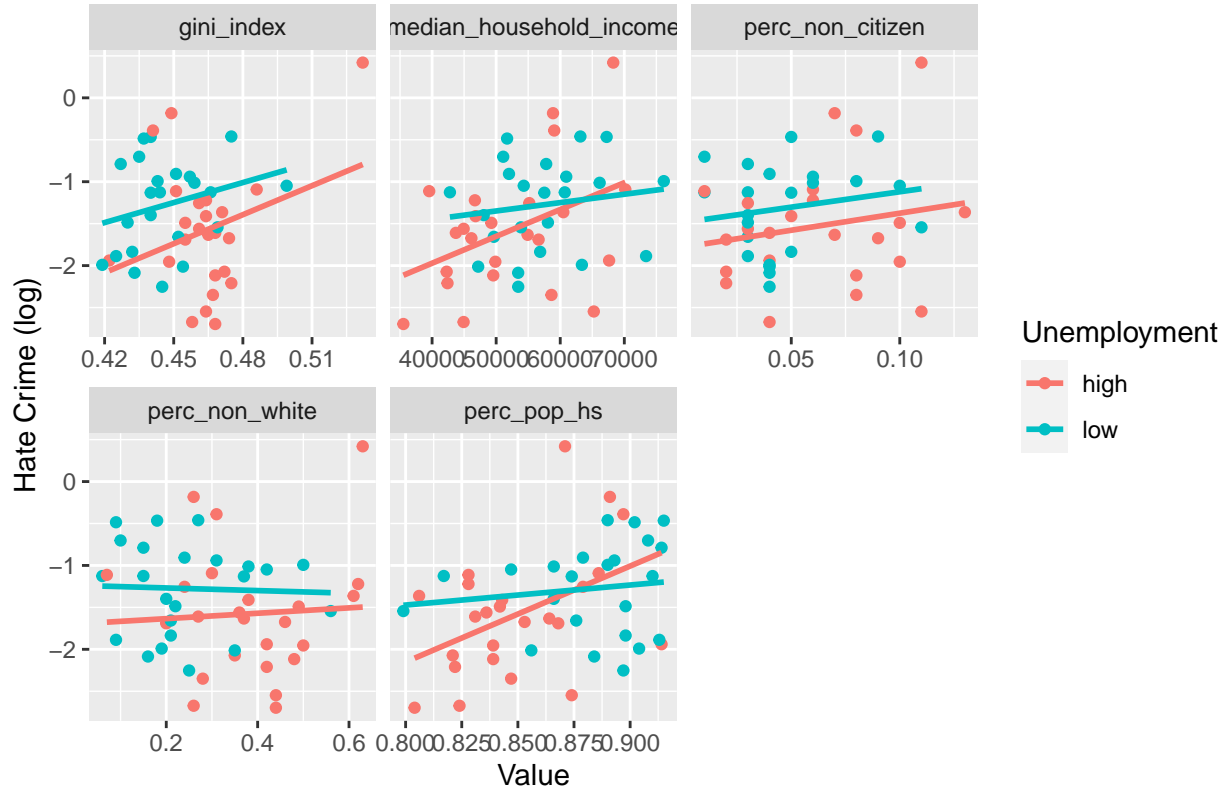 gini_index
median_household_income
perc_non_citizen
0
−1
−2
0.42 0.45 0.48 0.51
40000 50000 60000 70000
0.05 0.10
perc_non_white
perc_pop_hs
0
−1
−2
0.2 0.4 0.6
0.800 0.825 0.850 0.875 0.900
Value
Hate Crime (log)
Unemployment
high
low